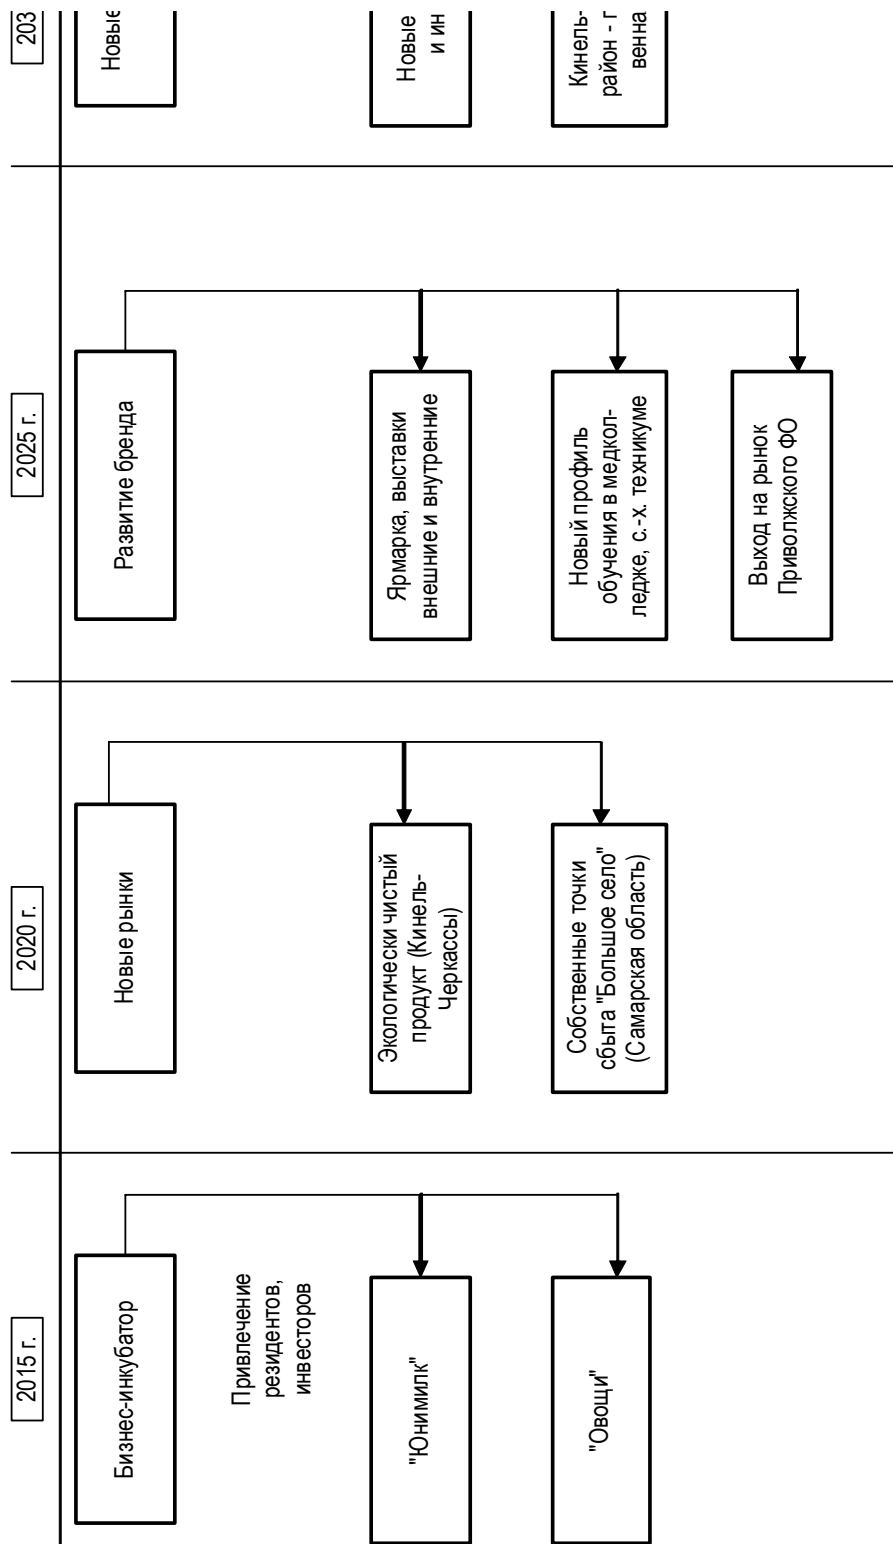 2015 г.
Бизнес-инкубатор
Привлечение
резидентов,
инвесторов
"Юнимилк"
"Овощи"
2020 г.
Новые рынки
Экологически чистый
продукт (Кинель-
Черкассы)
Собственные точки
сбыта "Большое село"
(Самарская область)
2025 г.
Развитие бренда
Ярмарка, выставки
внешние и внутренние
Новый профиль
обучения в медкол-
ледже, с.-х. техникуме
Выход на рынок
Приволжского ФО
203
Новые
Новые
и ин
Кинель-
район - г
венна